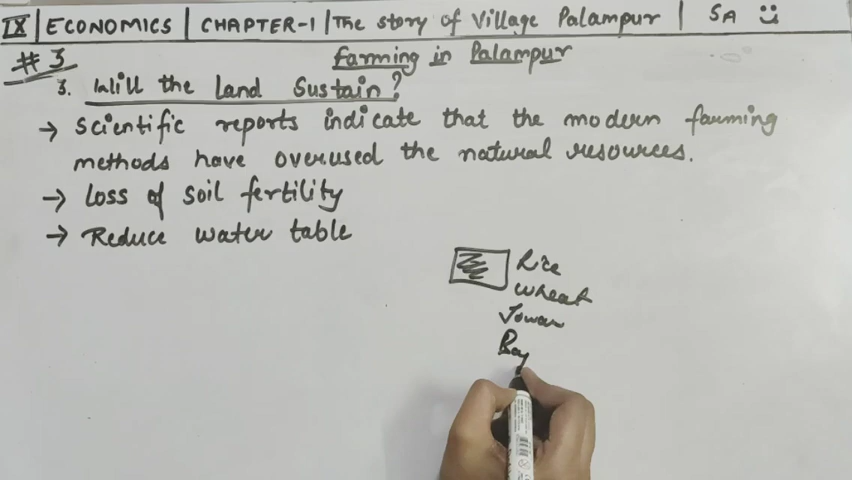 IX | ECONOMICS | CHAPTER-1 | The story of Village Palampur | SA
#3 Farming in Palampur
3. Will the Land Sustain?
→ Scientific reports indicate that the modern farming
methods have overused the natural resources.
→ Loss of soil fertility
→ Reduce water table
Rice
Wheat
Jowar